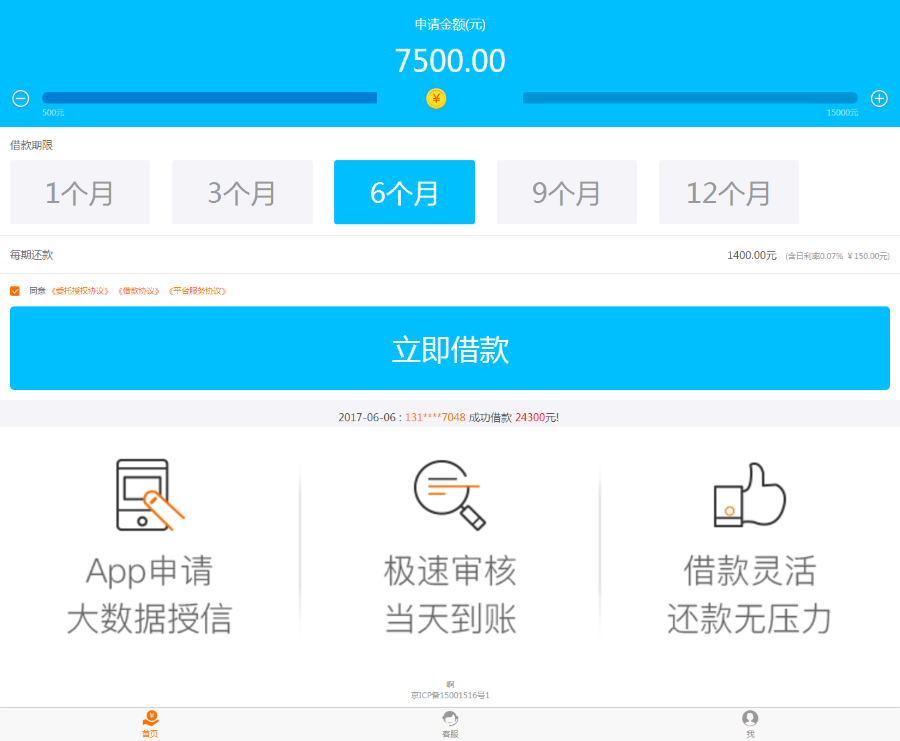 申请金额(元)
7500.00
500元
15000元
借款期限
1个月 3个月 6个月 9个月 12个月
每期还款 1400.00元 (含日利率0.07% ¥150.00元)
同意 《委托授权协议》 《借款协议》 《平台服务协议》
立即借款
2017-06-06 : 131****7048 成功借款 24300元!
App申请 极速审核 借款灵活
大数据授信 当天到账 还款无压力
啊
京ICP备15001516号1
首页 客服 我